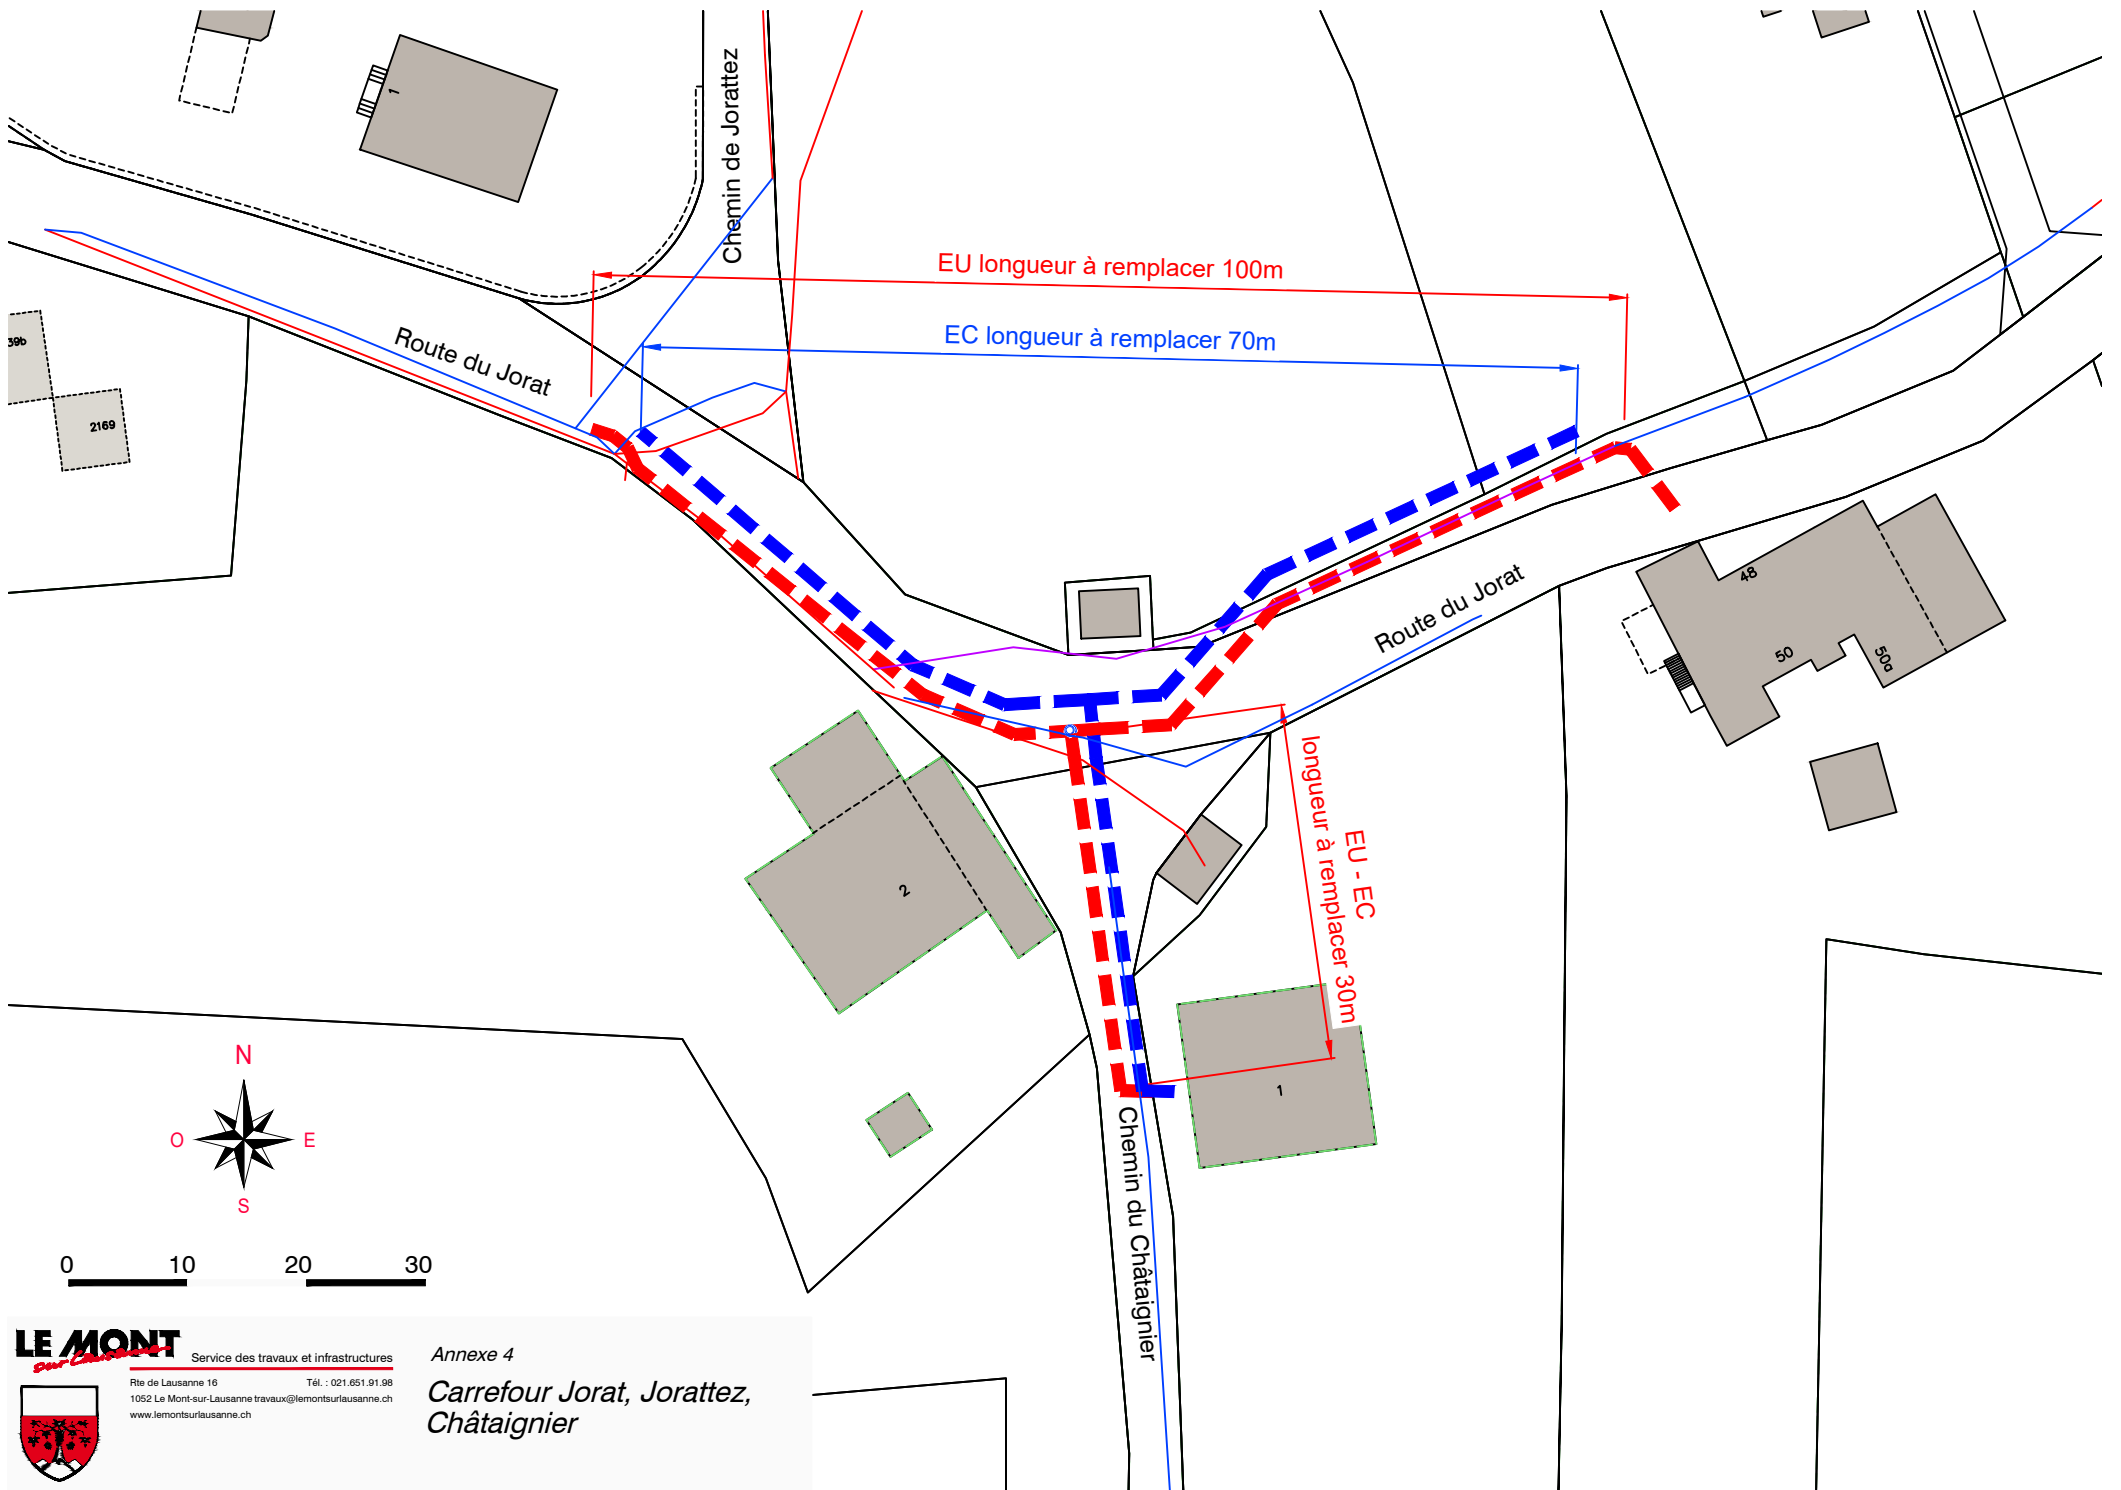 1
Chemin de Jorattez
EU longueur à remplacer 100m
EC longueur à remplacer 70m
Route du Jorat
39b
2169
Route du Jorat
48
50
50a
longueur à remplacer 30m
EU - EC
2
1
Chemin du Châtaignier
N
O
E
S
0 10 20 30
LE MONT
sur Lausanne
Service des travaux et infrastructures
Rte de Lausanne 16 Tél. : 021.651.91.98
1052 Le Mont-sur-Lausanne travaux@lemontsurlausanne.ch
www.lemontsurlausanne.ch
Annexe 4
Carrefour Jorat, Jorattez,
Châtaignier